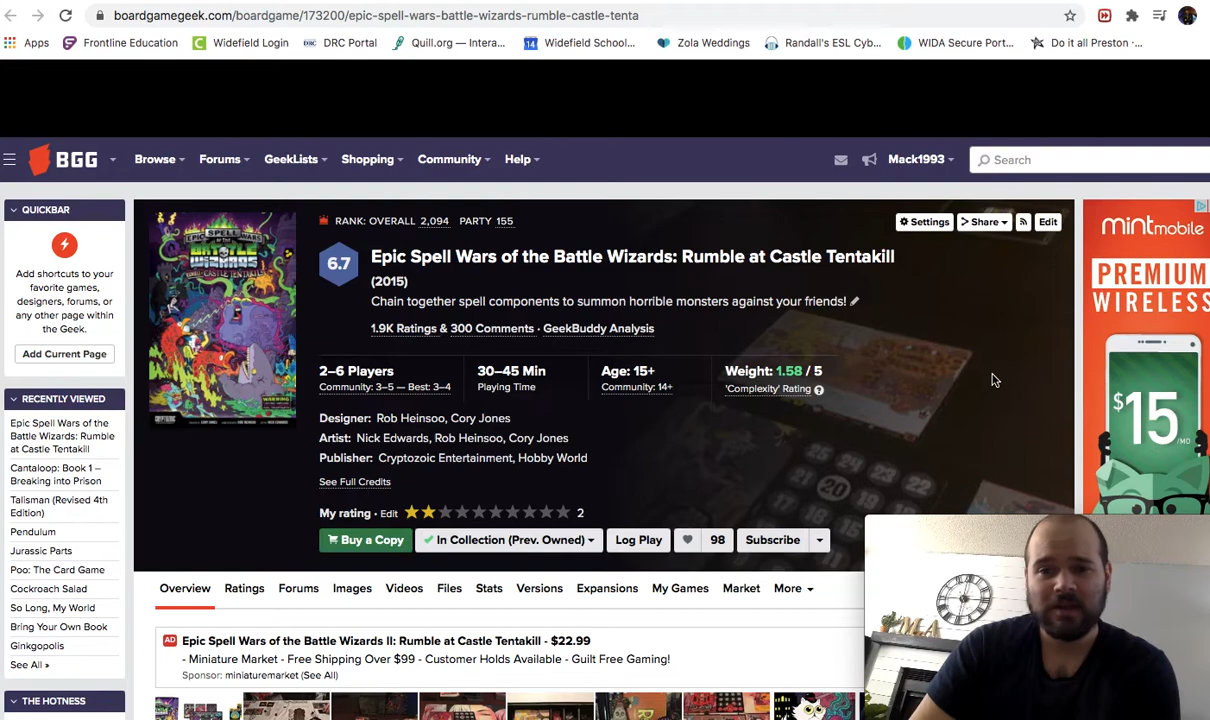 boardgamegeek.com/boardgame/173200/epic-spell-wars-battle-wizards-rumble-castle-tenta
Apps Frontline Education Widefield Login DRC Portal Quill.org — Intera... Widefield School... Zola Weddings Randall's ESL Cyb... WIDA Secure Port... Do it all Preston ·...
BGG Browse Forums GeekLists Shopping Community Help Mack1993 Search
QUICKBAR
Add shortcuts to your
favorite games,
designers, forums, or
any other page within
the Geek.
Add Current Page
RECENTLY VIEWED
Epic Spell Wars of the
Battle Wizards: Rumble
at Castle Tentakill
Cantaloop: Book 1 –
Breaking into Prison
Talisman (Revised 4th
Edition)
Pendulum
Jurassic Parts
Poo: The Card Game
Cockroach Salad
So Long, My World
Bring Your Own Book
Ginkgopolis
See All »
THE HOTNESS
EPIC SPELL WARS
OF THE
BATTLE
WIZARDS
RANK: OVERALL 2,094 PARTY 155
Settings Share Edit
6.7
Epic Spell Wars of the Battle Wizards: Rumble at Castle Tentakill
(2015)
Chain together spell components to summon horrible monsters against your friends!
1.9K Ratings & 300 Comments · GeekBuddy Analysis
2–6 Players 30–45 Min Age: 15+ Weight: 1.58 / 5
Community: 3–5 — Best: 3–4 Playing Time Community: 14+ 'Complexity' Rating
Designer: Rob Heinsoo, Cory Jones
Artist: Nick Edwards, Rob Heinsoo, Cory Jones
Publisher: Cryptozoic Entertainment, Hobby World
See Full Credits
My rating · Edit 2
Buy a Copy In Collection (Prev. Owned) Log Play 98 Subscribe
Overview Ratings Forums Images Videos Files Stats Versions Expansions My Games Market More
AD Epic Spell Wars of the Battle Wizards II: Rumble at Castle Tentakill - $22.99
- Miniature Market - Free Shipping Over $99 - Customer Holds Available - Guilt Free Gaming!
Sponsor: miniaturemarket (See All)
mintmobile
PREMIUM
WIRELESS
$15/MO
M A